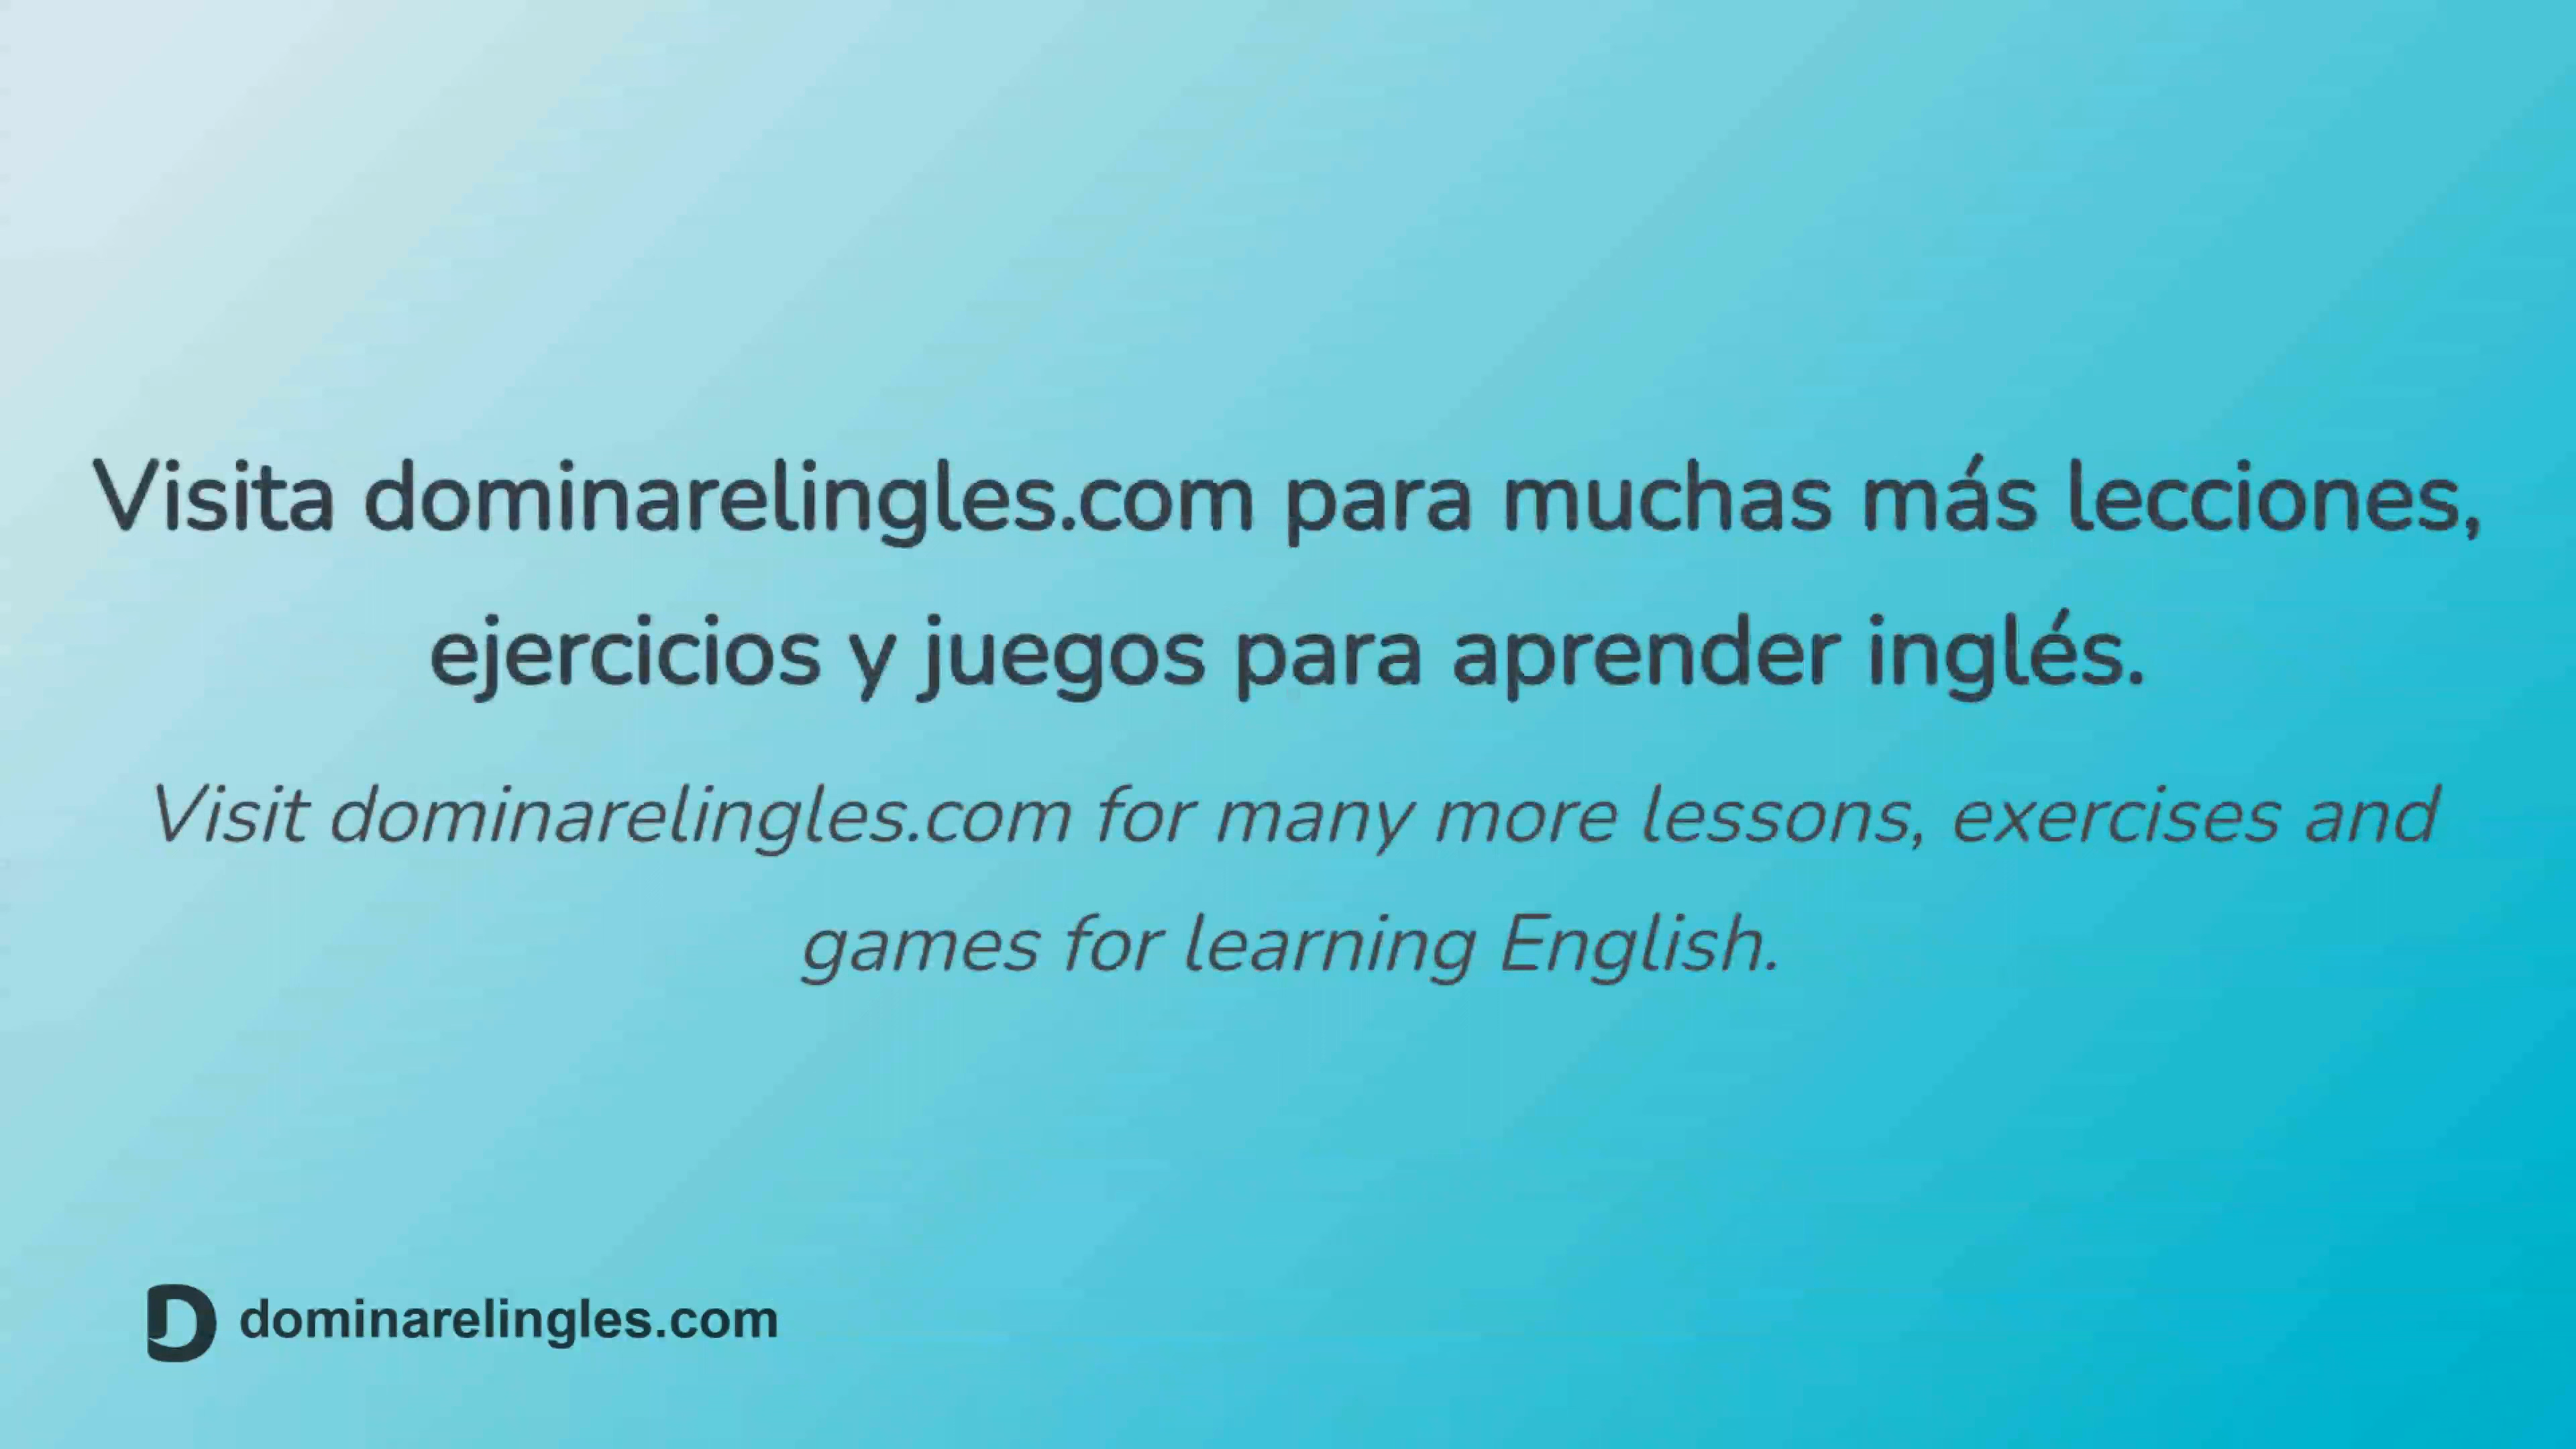 Visita dominarelingles.com para muchas más lecciones,
ejercicios y juegos para aprender inglés.
Visit dominarelingles.com for many more lessons, exercises and
games for learning English.
dominarelingles.com